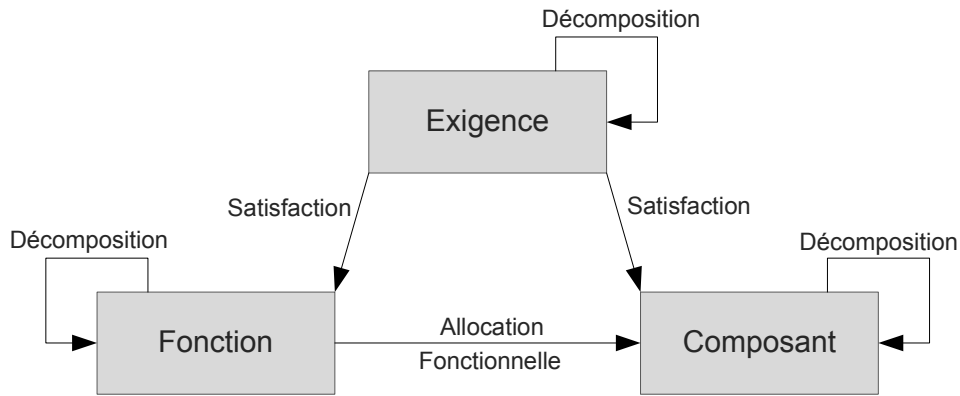 Décomposition
Exigence
Satisfaction
Satisfaction
Décomposition
Décomposition
Fonction
Allocation
Fonctionnelle
Composant